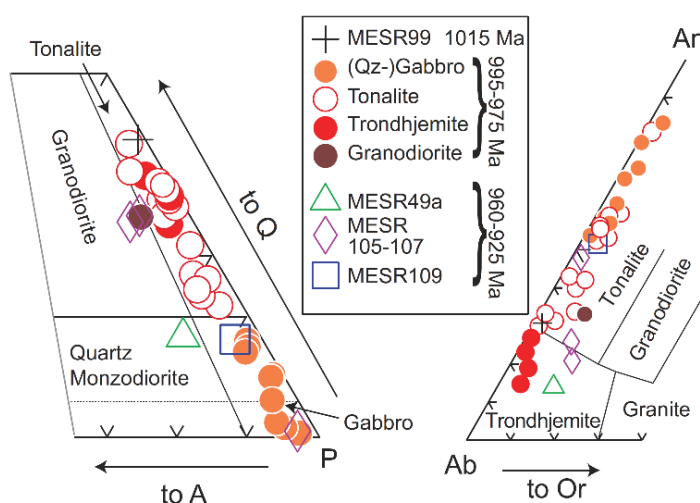 Tonalite
Granodiorite
to Q
Quartz
Monzodiorite
Gabbro
P
to A
MESR99 1015 Ma
(Qz-)Gabbro
Tonalite
Trondhjemite
Granodiorite
995-975 Ma
MESR49a
MESR
105-107
MESR109
960-925 Ma
An
Tonalite
Granodiorite
Trondhjemite
Granite
Ab
to Or